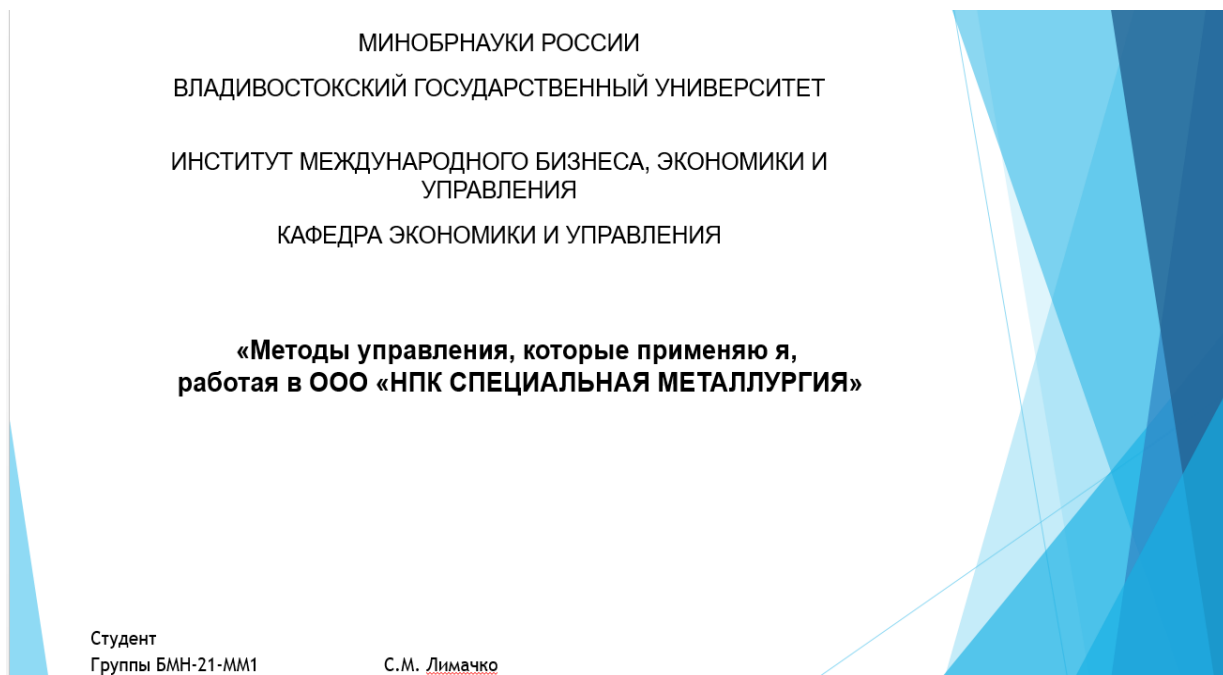 МИНОБРНАУКИ РОССИИ
ВЛАДИВОСТОКСКИЙ ГОСУДАРСТВЕННЫЙ УНИВЕРСИТЕТ
ИНСТИТУТ МЕЖДУНАРОДНОГО БИЗНЕСА, ЭКОНОМИКИ И
УПРАВЛЕНИЯ
КАФЕДРА ЭКОНОМИКИ И УПРАВЛЕНИЯ
«Методы управления, которые применяю я,
работая в ООО «НПК СПЕЦИАЛЬНАЯ МЕТАЛЛУРГИЯ»
Студент
Группы БМН-21-ММ1 С.М. Лимачко